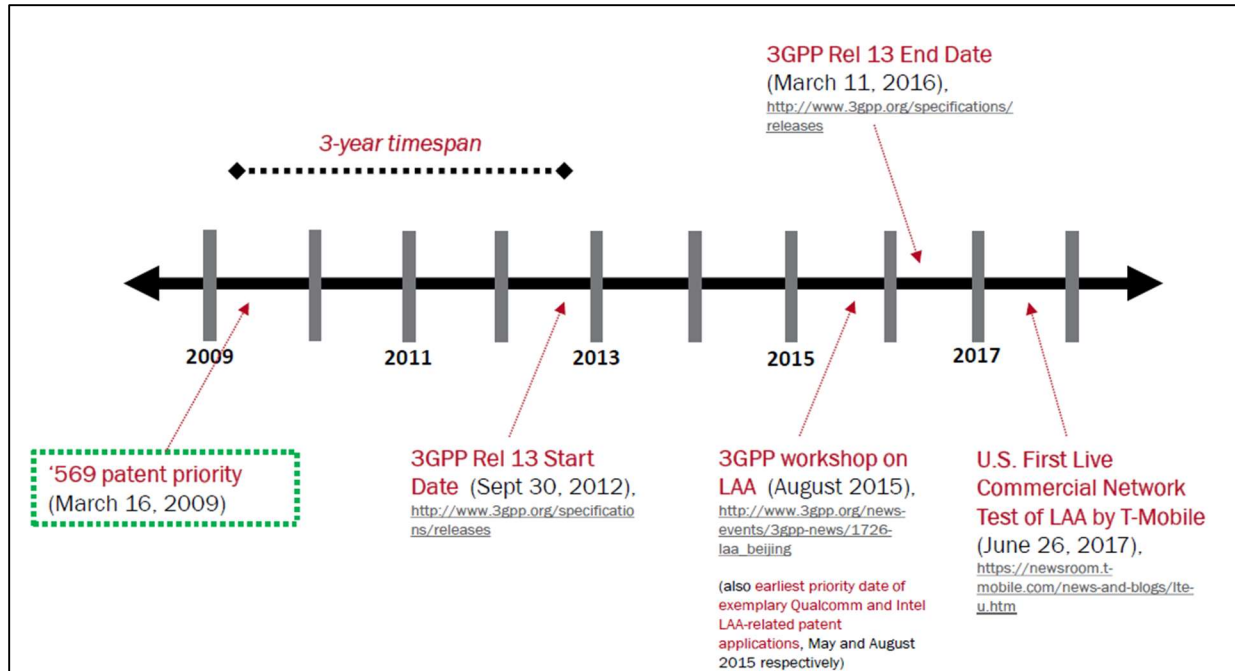 3GPP Rel 13 End Date
(March 11, 2016),
http://www.3gpp.org/specifications/
releases
3-year timespan
2009
2011
2013
2015
2017
‘569 patent priority
(March 16, 2009)
3GPP Rel 13 Start
Date (Sept 30, 2012),
http://www.3gpp.org/specificatio
ns/releases
3GPP workshop on
LAA (August 2015),
http://www.3gpp.org/news-
events/3gpp-news/1726-
laa_beijing
(also earliest priority date of
exemplary Qualcomm and Intel
LAA-related patent
applications, May and August
2015 respectively)
U.S. First Live
Commercial Network
Test of LAA by T-Mobile
(June 26, 2017),
https://newsroom.t-
mobile.com/news-and-blogs/lte-
u.htm